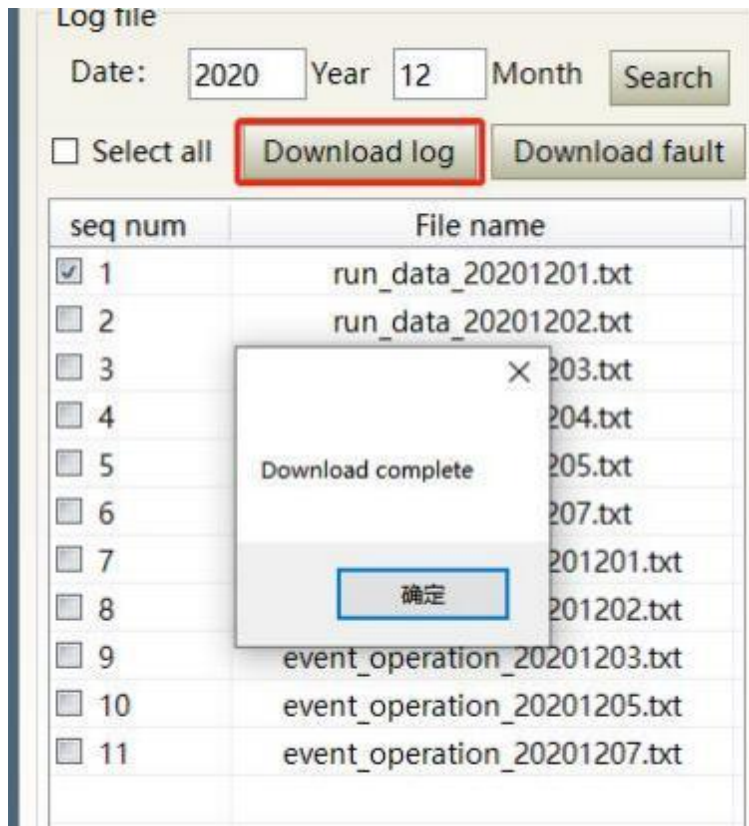 Log file
Date: 2020 Year 12 Month Search
Select all Download log Download fault
seq num File name
1 run_data_20201201.txt
2 run_data_20201202.txt
3 203.txt
4 204.txt
5 Download complete 205.txt
6 207.txt
7 201201.txt
8 确定 201202.txt
9 event_operation_20201203.txt
10 event_operation_20201205.txt
11 event_operation_20201207.txt